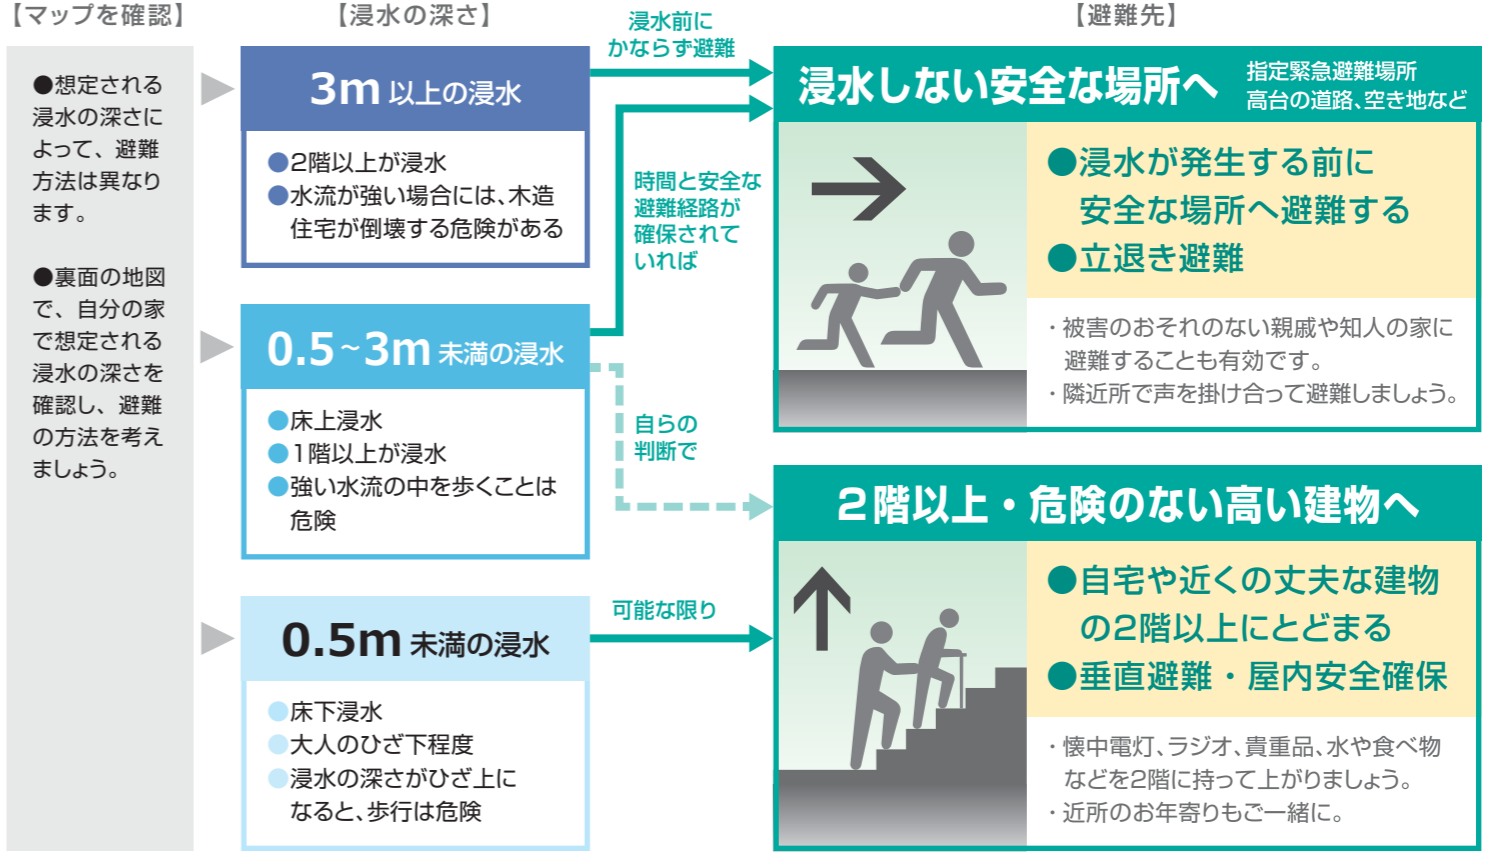 【マップを確認】
●想定される
浸水の深さに
よって、避難
方法は異なり
ます。
●裏面の地図
で、自分の家
で想定される
浸水の深さを
確認し、避難
の方法を考え
ましょう。
【浸水の深さ】
3m 以上の浸水
●2階以上が浸水
●水流が強い場合には、木造
住宅が倒壊する危険がある
0.5~3m 未満の浸水
●床上浸水
●1階以上が浸水
●強い水流の中を歩くことは
危険
0.5m 未満の浸水
●床下浸水
●大人のひざ下程度
●浸水の深さがひざ上に
なると、歩行は危険
浸水前に
かならず避難
時間と安全な
避難経路が
確保されて
いれば
自らの
判断で
可能な限り
【避難先】
浸水しない安全な場所へ
指定緊急避難場所
高台の道路、空き地など
●浸水が発生する前に
安全な場所へ避難する
●立退き避難
・被害のおそれのない親戚や知人の家に
避難することも有効です。
・隣近所で声を掛け合って避難しましょう。
2階以上・危険のない高い建物へ
●自宅や近くの丈夫な建物
の2階以上にとどまる
●垂直避難・屋内安全確保
・懐中電灯、ラジオ、貴重品、水や食べ物
などを2階に持って上がりましょう。
・近所のお年寄りもご一緒に。